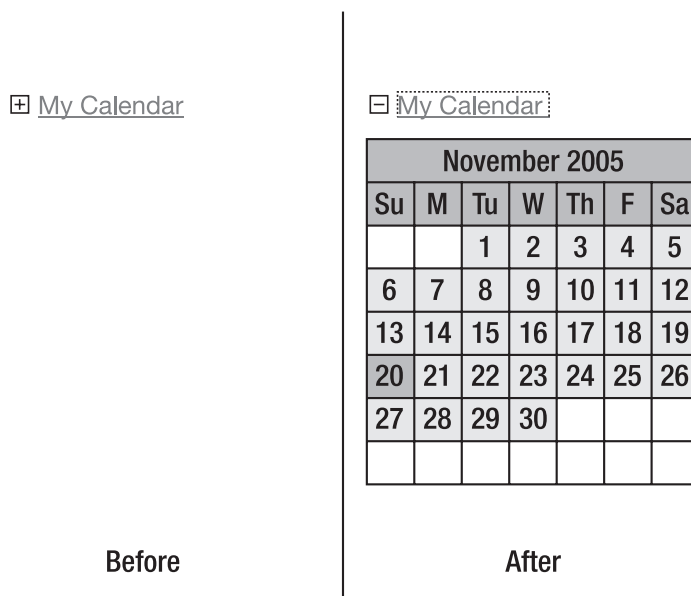 My Calendar
Before
My Calendar
November 2005
Su M Tu W Th F Sa
1 2 3 4 5
6 7 8 9 10 11 12
13 14 15 16 17 18 19
20 21 22 23 24 25 26
27 28 29 30
After